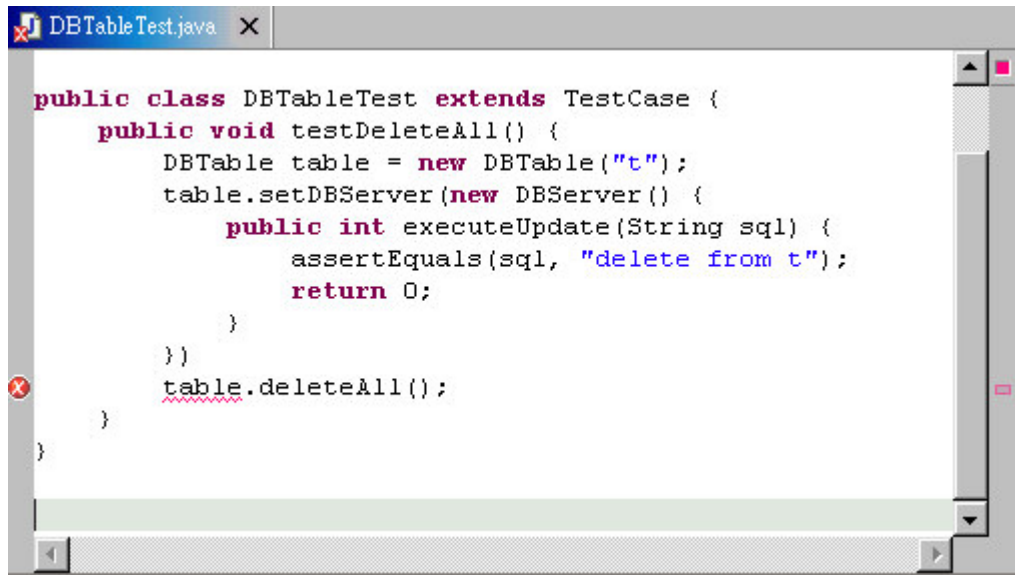 DBTableTest.java
public class DBTableTest extends TestCase {
    public void testDeleteAll() {
        DBTable table = new DBTable("t");
        table.setDBServer(new DBServer() {
            public int executeUpdate(String sql) {
                assertEquals(sql, "delete from t");
                return 0;
            }
        })
        table.deleteAll();
    }
}